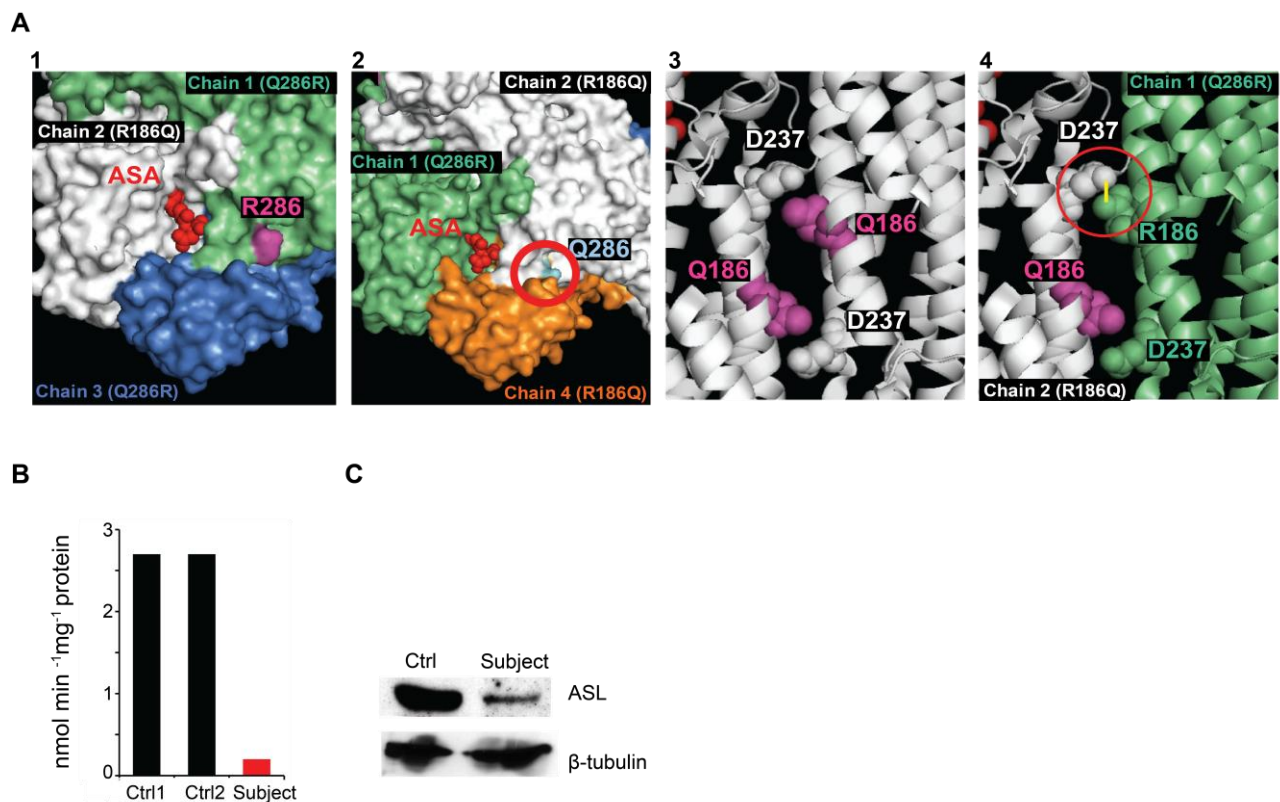 A
1
Chain 1 (Q286R)
Chain 2 (R186Q)
ASA
R286
Chain 3 (Q286R)
2
Chain 2 (R186Q)
Chain 1 (Q286R)
ASA
Q286
Chain 4 (R186Q)
3
D237
Q186
Q186
D237
4
Chain 1 (Q286R)
D237
R186
Q186
D237
Chain 2 (R186Q)
B
nmol min -1mg-1 protein
3
2
1
0
Ctrl1 Ctrl2 Subject
C
Ctrl Subject
ASL
β-tubulin